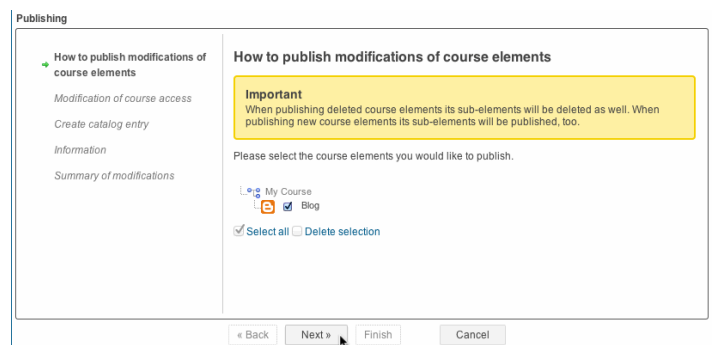 Publishing
How to publish modifications of
course elements
Modification of course access
Create catalog entry
Information
Summary of modifications
How to publish modifications of course elements
Important
When publishing deleted course elements its sub-elements will be deleted as well. When
publishing new course elements its sub-elements will be published, too.
Please select the course elements you would like to publish.
My Course
Blog
Select all Delete selection
« Back Next » Finish Cancel